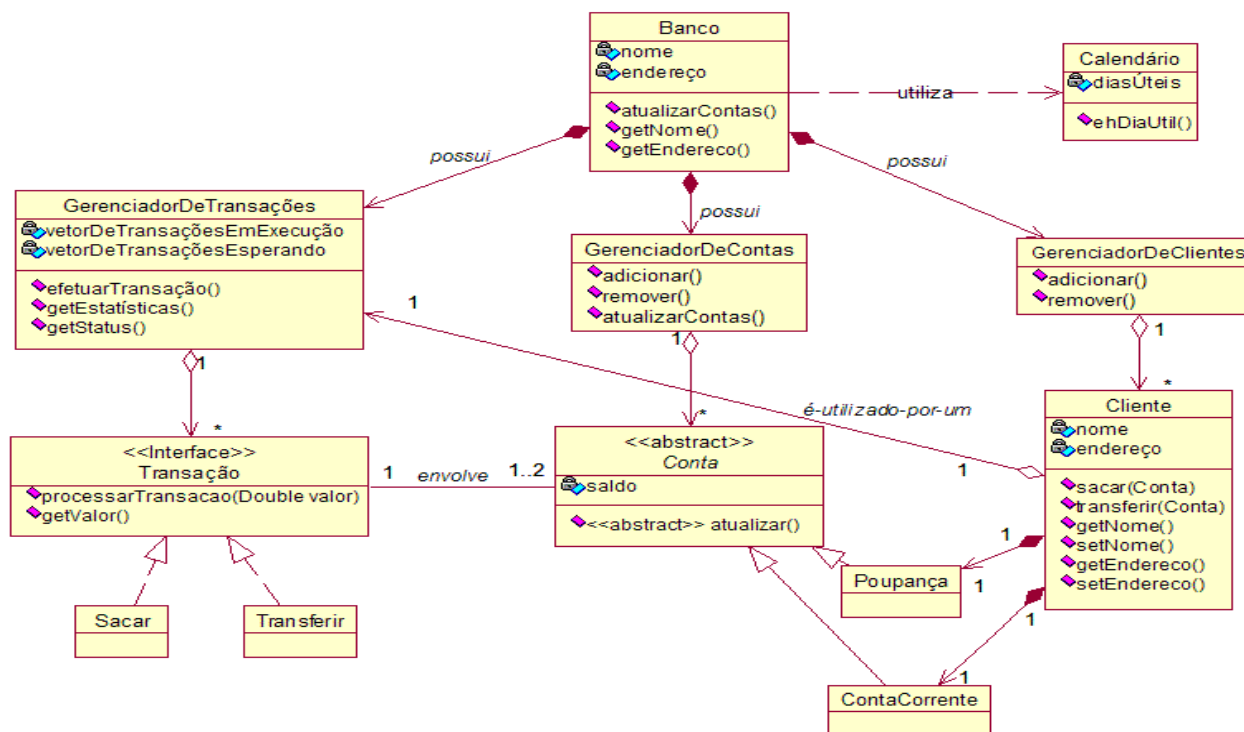 Banco
nome
endereço
atualizarContas()
getNome()
getEndereco()
utiliza
Calendário
diasÚteis
ehDiaUtil()
possui
possui
possui
GerenciadorDeTransações
vetorDeTransaçõesEmExecução
vetorDeTransaçõesEsperando
efetuarTransação()
getEstatísticas()
getStatus()
GerenciadorDeContas
adicionar()
remover()
atualizarContas()
GerenciadorDeClientes
adicionar()
remover()
1
1
1
1
*
*
*
é-utilizado-por-um
1
<<Interface>>
Transação
processarTransacao(Double valor)
getValor()
1 envolve 1..2
<<abstract>>
Conta
saldo
<<abstract>> atualizar()
Cliente
nome
endereço
sacar(Conta)
transferir(Conta)
getNome()
setNome()
getEndereco()
setEndereco()
1
1
1
1
Sacar
Transferir
Poupança
ContaCorrente